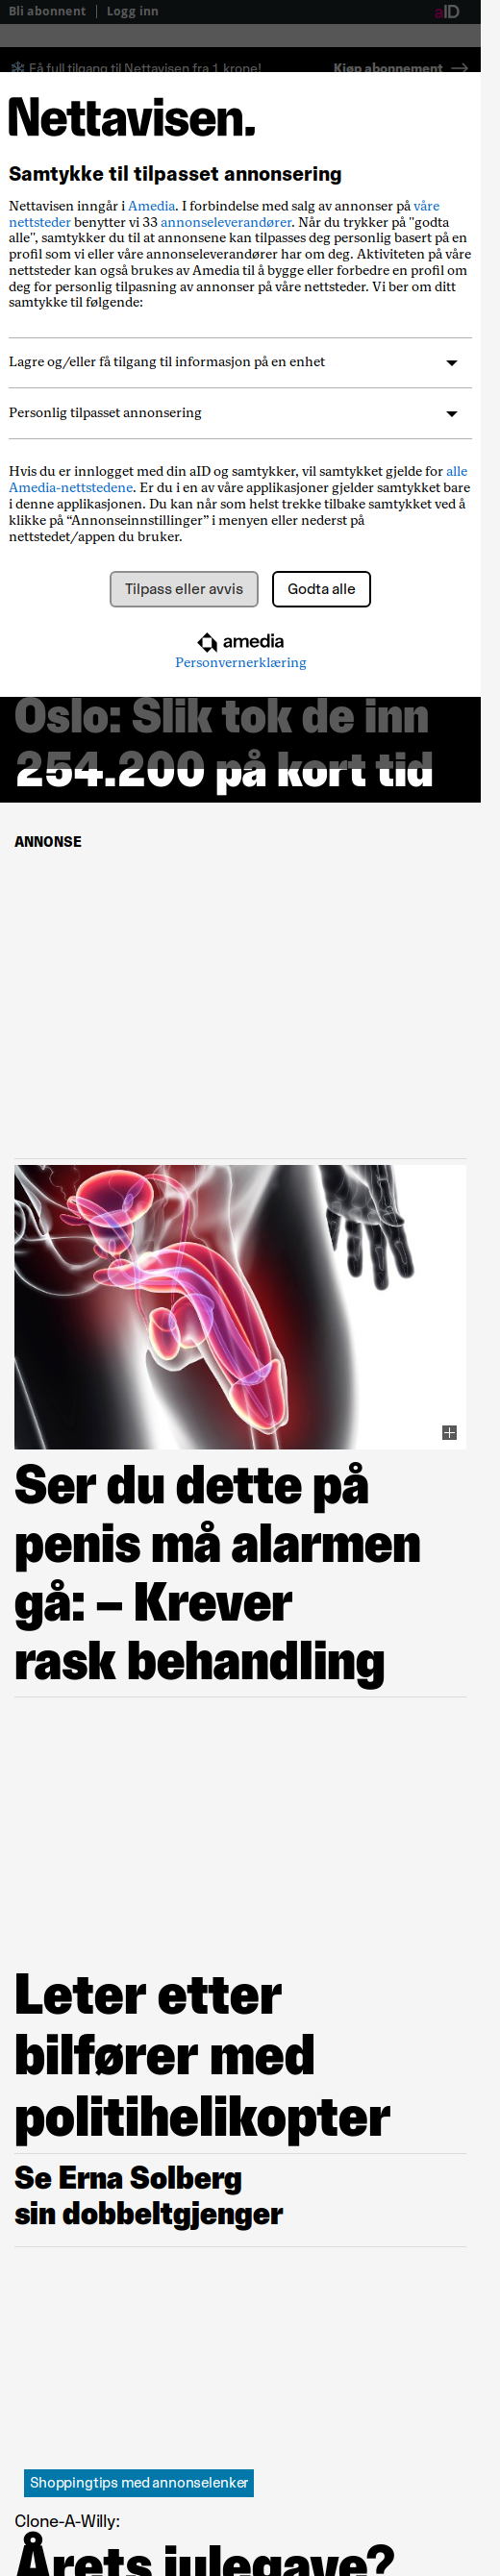 Bli abonnent | Logg inn
aID
Få full tilgang til Nettavisen fra 1 krone!
Kjøp abonnement
Nettavisen.
Samtykke til tilpasset annonsering
Nettavisen inngår i Amedia. I forbindelse med salg av annonser på våre
nettsteder benytter vi 33 annonseleverandører. Når du trykker på "godta
alle", samtykker du til at annonsene kan tilpasses deg personlig basert på en
profil som vi eller våre annonseleverandører har om deg. Aktiviteten på våre
nettsteder kan også brukes av Amedia til å bygge eller forbedre en profil om
deg for personlig tilpasning av annonser på våre nettsteder. Vi ber om ditt
samtykke til følgende:
Lagre og/eller få tilgang til informasjon på en enhet
Personlig tilpasset annonsering
Hvis du er innlogget med din aID og samtykker, vil samtykket gjelde for alle
Amedia-nettstedene. Er du i en av våre applikasjoner gjelder samtykket bare
i denne applikasjonen. Du kan når som helst trekke tilbake samtykket ved å
klikke på “Annonseinnstillinger” i menyen eller nederst på
nettstedet/appen du bruker.
Tilpass eller avvis
Godta alle
amedia
Personvernerklæring
Oslo: Slik tok de inn
254.200 på kort tid
ANNONSE
Ser du dette på
penis må alarmen
gå: – Krever
rask behandling
Leter etter
bilfører med
politihelikopter
Se Erna Solberg
sin dobbeltgjenger
Shoppingtips med annonselenker
Clone-A-Willy:
Årets julegave?